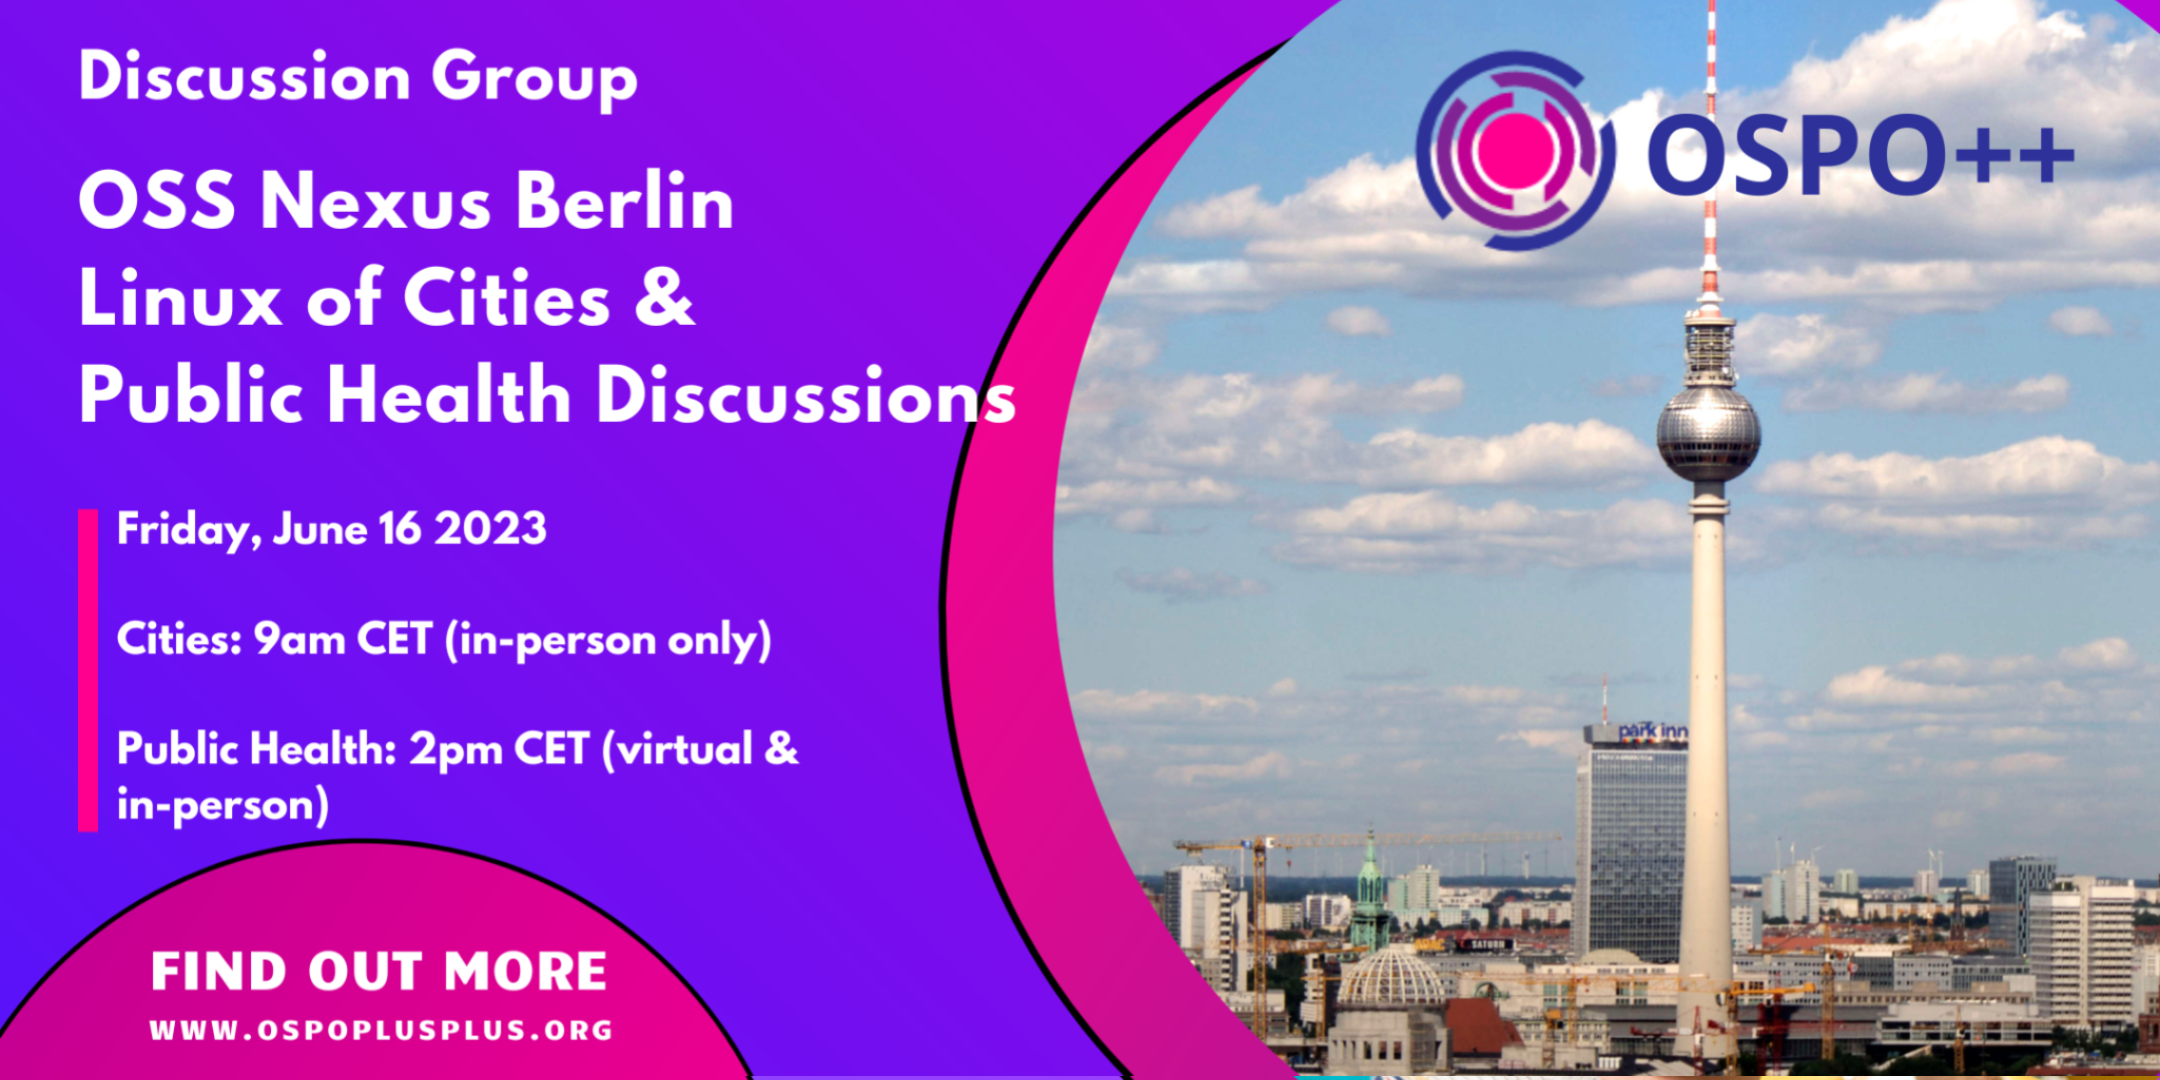 Discussion Group
OSS Nexus Berlin
Linux of Cities &
Public Health Discussions
Friday, June 16 2023
Cities: 9am CET (in-person only)
Public Health: 2pm CET (virtual &
in-person)
FIND OUT MORE
WWW.OSPOPLUSPLUS.ORG
OSPO++
park inn
SATURN